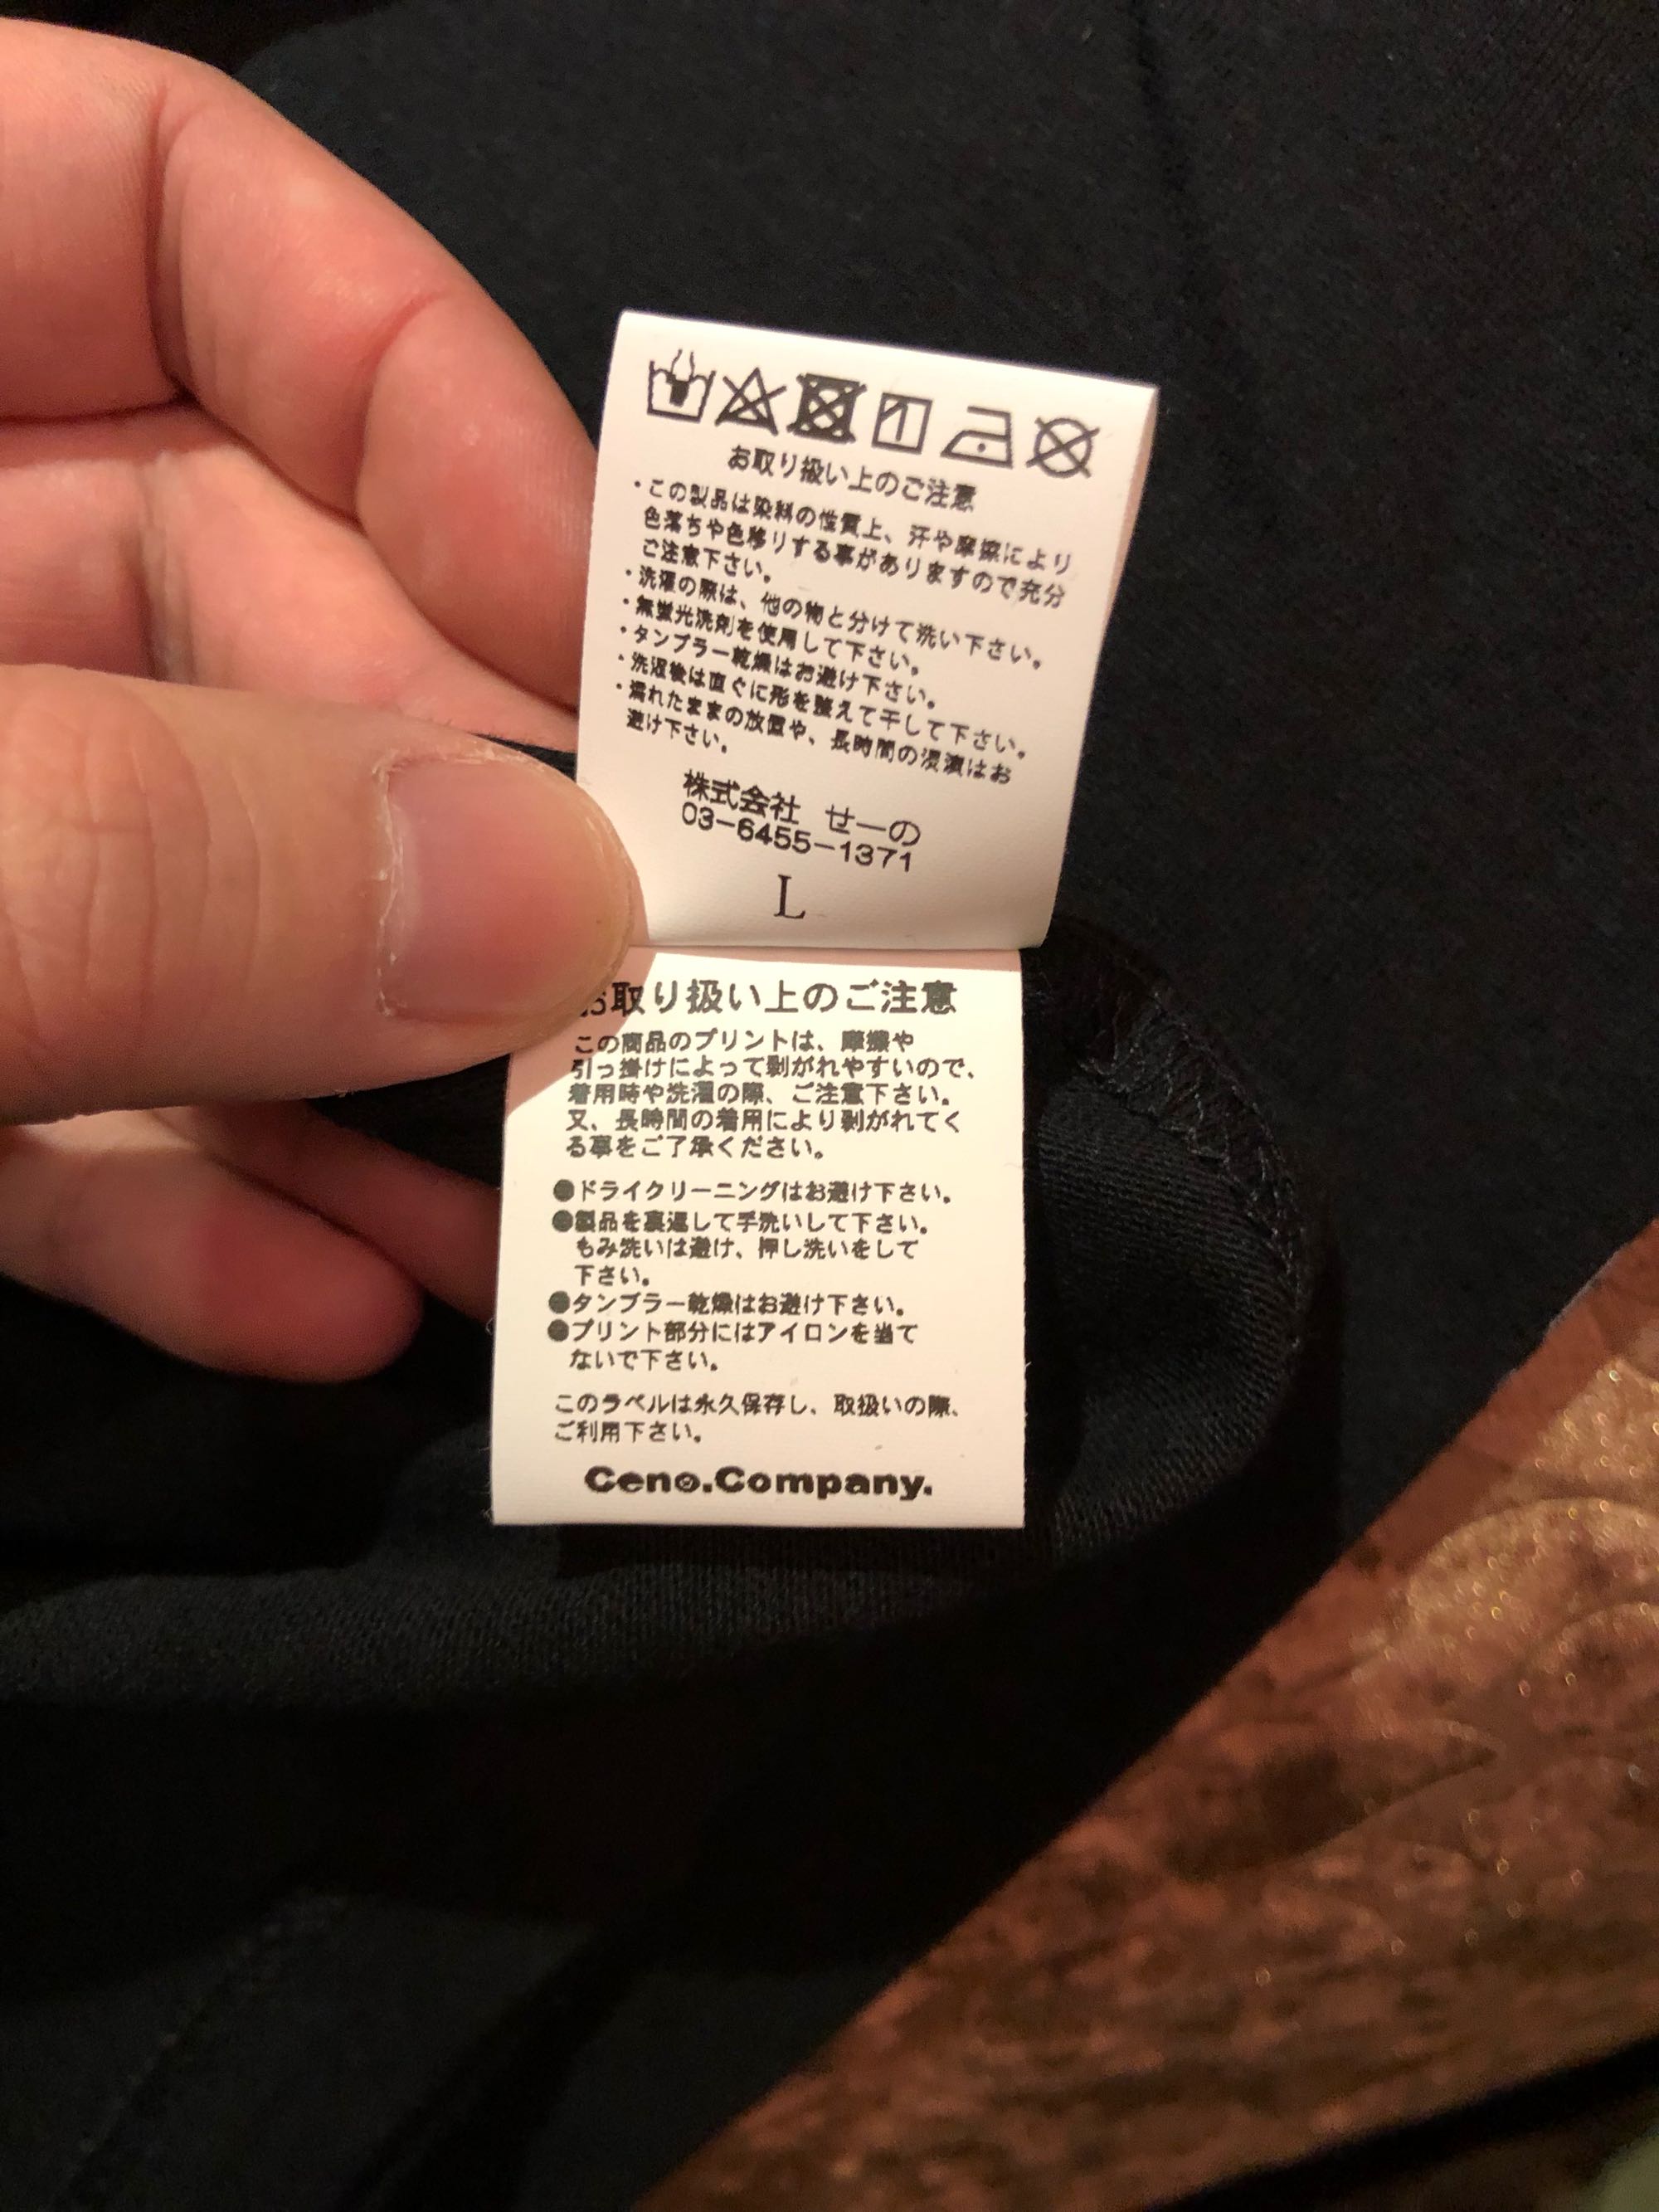 お取り扱い上のご注意
・この製品は染料の性質上、汗や摩擦により
色落ちや色移りする事がありますので充分
ご注意下さい。
・洗濯の際は、他の物と分けて洗い下さい。
・無蛍光洗剤を使用して下さい。
・タンブラー乾燥はお避け下さい。
・洗濯後は直ぐに形を整えて干して下さい。
・濡れたままの放置や、長時間の浸漬はお
避け下さい。
株式会社 せーの
03-6455-1371
L
お取り扱い上のご注意
この商品のプリントは、摩擦や
引っ掛けによって剥がれやすいので、
着用時や洗濯の際、ご注意下さい。
又、長時間の着用により剥がれてく
る事をご了承ください。
●ドライクリーニングはお避け下さい。
●製品を裏返して手洗いして下さい。
もみ洗いは避け、押し洗いをして
下さい。
●タンブラー乾燥はお避け下さい。
●プリント部分にはアイロンを当て
ないで下さい。
このラベルは永久保存し、取扱いの際、
ご利用下さい。
Ceno.Company.